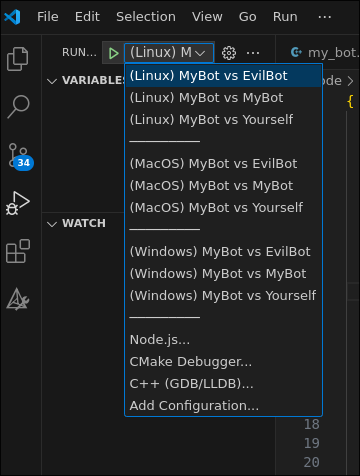 File Edit Selection View Go Run ···
RUN... (Linux) M ···
my_bot.
VARIABLES
ode >
{
(Linux) MyBot vs EvilBot
(Linux) MyBot vs MyBot
(Linux) MyBot vs Yourself
(MacOS) MyBot vs EvilBot
(MacOS) MyBot vs MyBot
(MacOS) MyBot vs Yourself
34
WATCH
(Windows) MyBot vs EvilBot
(Windows) MyBot vs MyBot
(Windows) MyBot vs Yourself
Node.js...
CMake Debugger...
C++ (GDB/LLDB)...
Add Configuration...
18
19
20